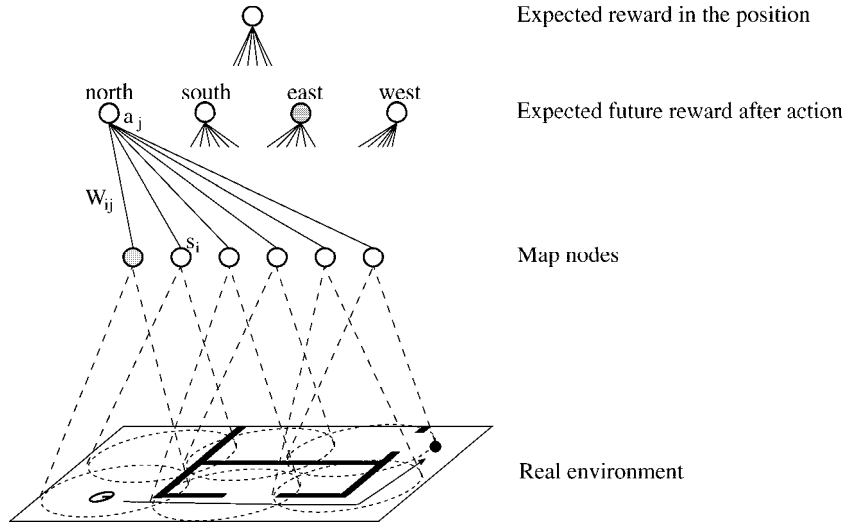 Expected reward in the position
north south east west
a j
Expected future reward after action
W ij
s i
Map nodes
Real environment